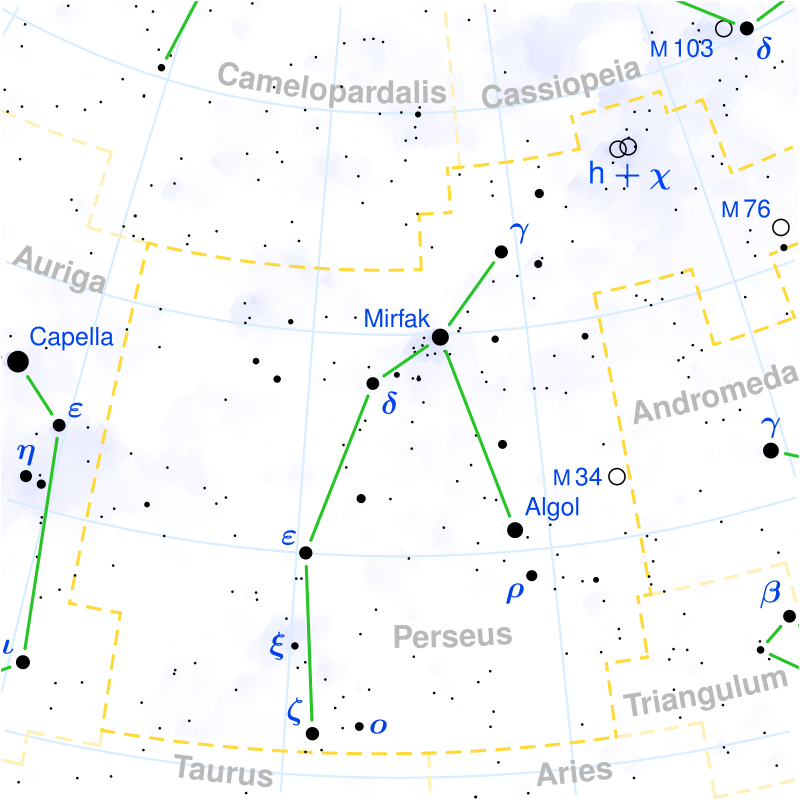 M 103
δ
Camelopardalis
Cassiopeia
h + χ
M 76
γ
Auriga
Mirfak
Capella
Andromeda
δ
ε
γ
η
M 34
Algol
ε
ρ
β
Perseus
ξ
ι
Triangulum
ζ
ο
Taurus
Aries